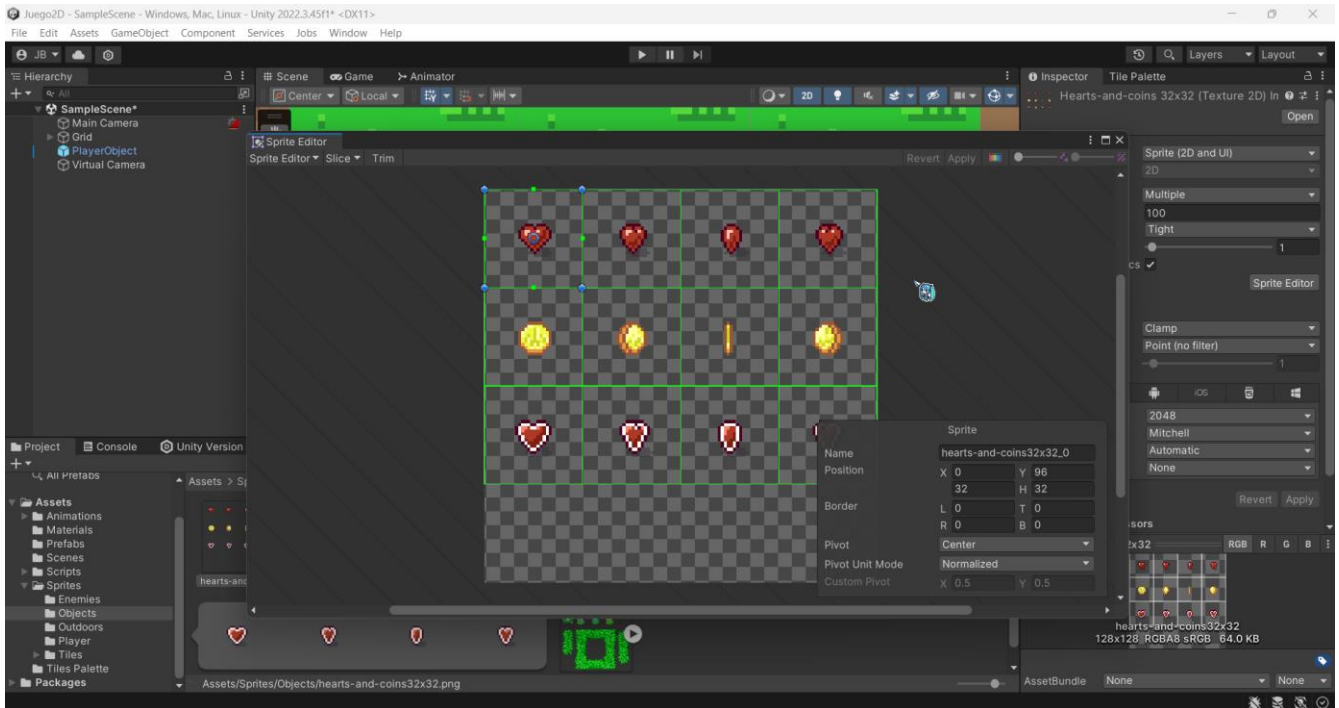 Juego2D - SampleScene - Windows, Mac, Linux - Unity 2022.3.45f1* <DX11>
File Edit Assets GameObject Component Services Jobs Window Help
JB Layers Layout
Hierarchy Scene Game Animator Inspector Tile Palette
All Center Local 2D Hearts-and-coins 32x32 (Texture 2D) In
SampleScene* Open
Main Camera
Grid
PlayerObject
Virtual Camera
Sprite Editor
Sprite Editor Slice Trim Revert Apply
Sprite (2D and UI)
2D
Multiple
100
Tight
1
cs
Sprite Editor
Clamp
Point (no filter)
1
iOS
2048
Mitchell
Automatic
None
Revert Apply
Sprite
Name hearts-and-coins32x32_0
Position X 0 Y 96
32 H 32
Border L 0 T 0
R 0 B 0
Pivot Center
Pivot Unit Mode Normalized
Custom Pivot X 0.5 Y 0.5
Project Console Unity Version
All Prefabs
Assets > Sp
Assets
Animations
Materials
Prefabs
Scenes
Scripts
Sprites
Enemies
Objects
Outdoors
Player
Tiles
Tiles Palette
Packages
hearts-and
Assets/Sprites/Objects/hearts-and-coins32x32.png
ssors
2x32 RGB R G B
hearts-and-coins32x32
128x128 RGBA8 sRGB 64.0 KB
AssetBundle None None